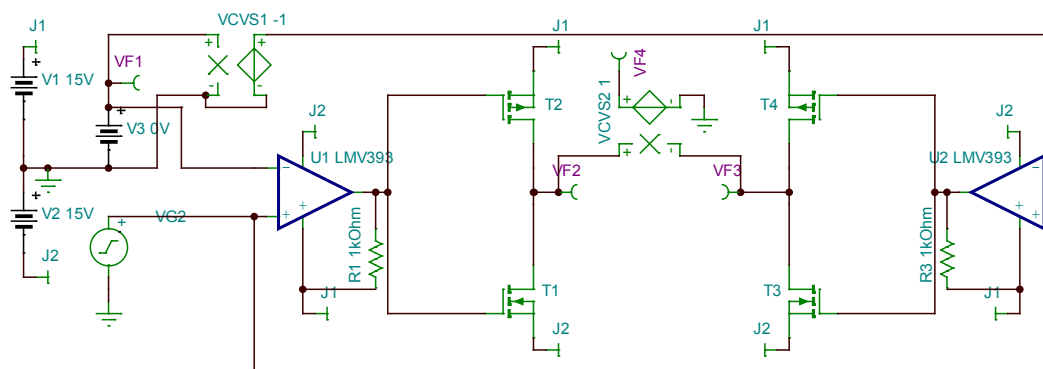 J1
VCVS1 -1
J1
VF4
J1
+
+
V1 15V
VF1
+
-
-
T2
VCVS2 1
+
-
T4
+
V3 0V
J2
+
-
J2
U1 LMV393
U2 LMV393
-
VF2
VF3
-
+
V2 15V
VG2
+
+
+
+
+
J2
R1 1kOhm
R3 1kOhm
J1
T1
T3
J1
J2
J2